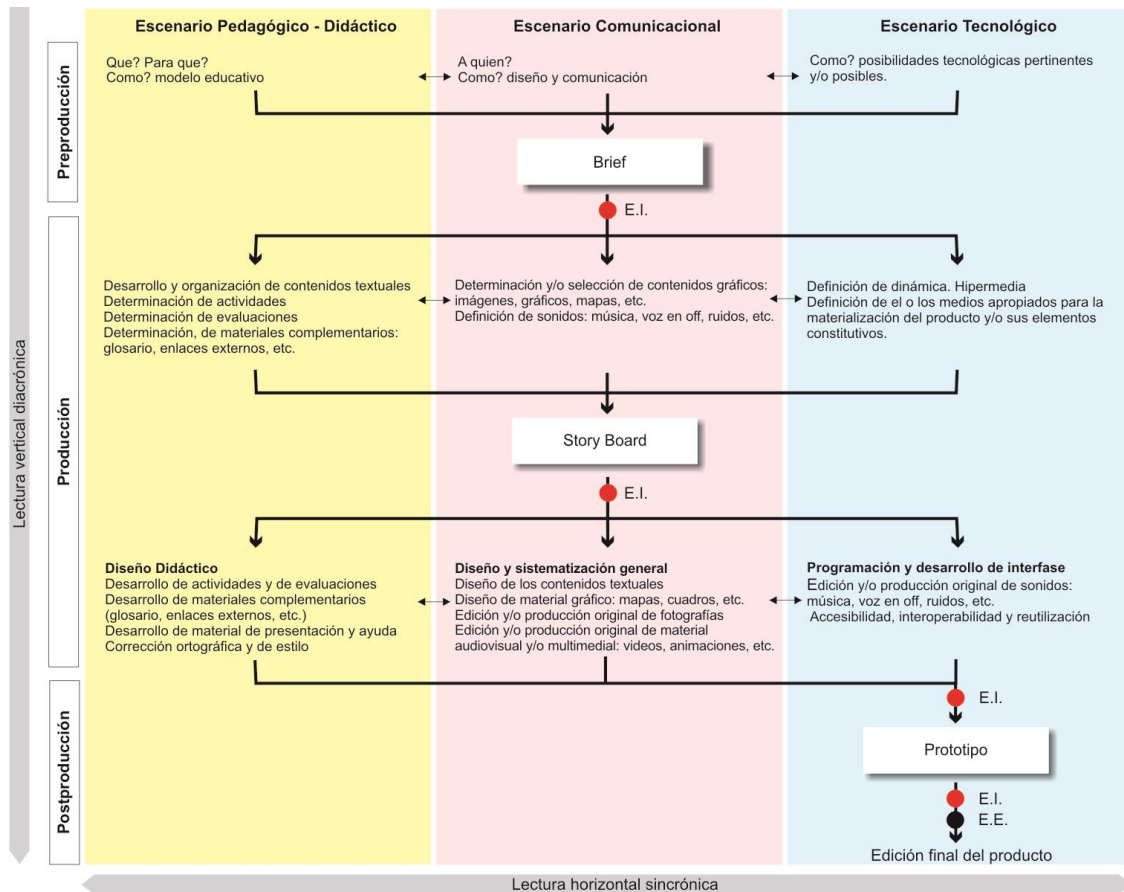 Escenario Pedagógico - Didáctico
Escenario Comunicacional
Escenario Tecnológico
Lectura vertical diacrónica
Preproducción
Que? Para que?
Como? modelo educativo
A quien?
Como? diseño y comunicación
Como? posibilidades tecnológicas pertinentes
y/o posibles.
Brief
E.I.
Producción
Desarrollo y organización de contenidos textuales
Determinación de actividades
Determinación de evaluaciones
Determinación, de materiales complementarios:
glosario, enlaces externos, etc.
Determinación y/o selección de contenidos gráficos:
imágenes, gráficos, mapas, etc.
Definición de sonidos: música, voz en off, ruidos, etc.
Definición de dinámica. Hipermedia
Definición de el o los medios apropiados para la
materialización del producto y/o sus elementos
constitutivos.
Story Board
E.I.
Diseño Didáctico
Desarrollo de actividades y de evaluaciones
Desarrollo de materiales complementarios
(glosario, enlaces externos, etc.)
Desarrollo de material de presentación y ayuda
Corrección ortográfica y de estilo
Diseño y sistematización general
Diseño de los contenidos textuales
Diseño de material gráfico: mapas, cuadros, etc.
Edición y/o producción original de fotografías
Edición y/o producción original de material
audiovisual y/o multimedial: videos, animaciones, etc.
Programación y desarrollo de interfase
Edición y/o producción original de sonidos:
música, voz en off, ruidos, etc.
Accesibilidad, interoperabilidad y reutilización
Postproducción
E.I.
Prototipo
E.I.
E.E.
Edición final del producto
Lectura horizontal sincrónica